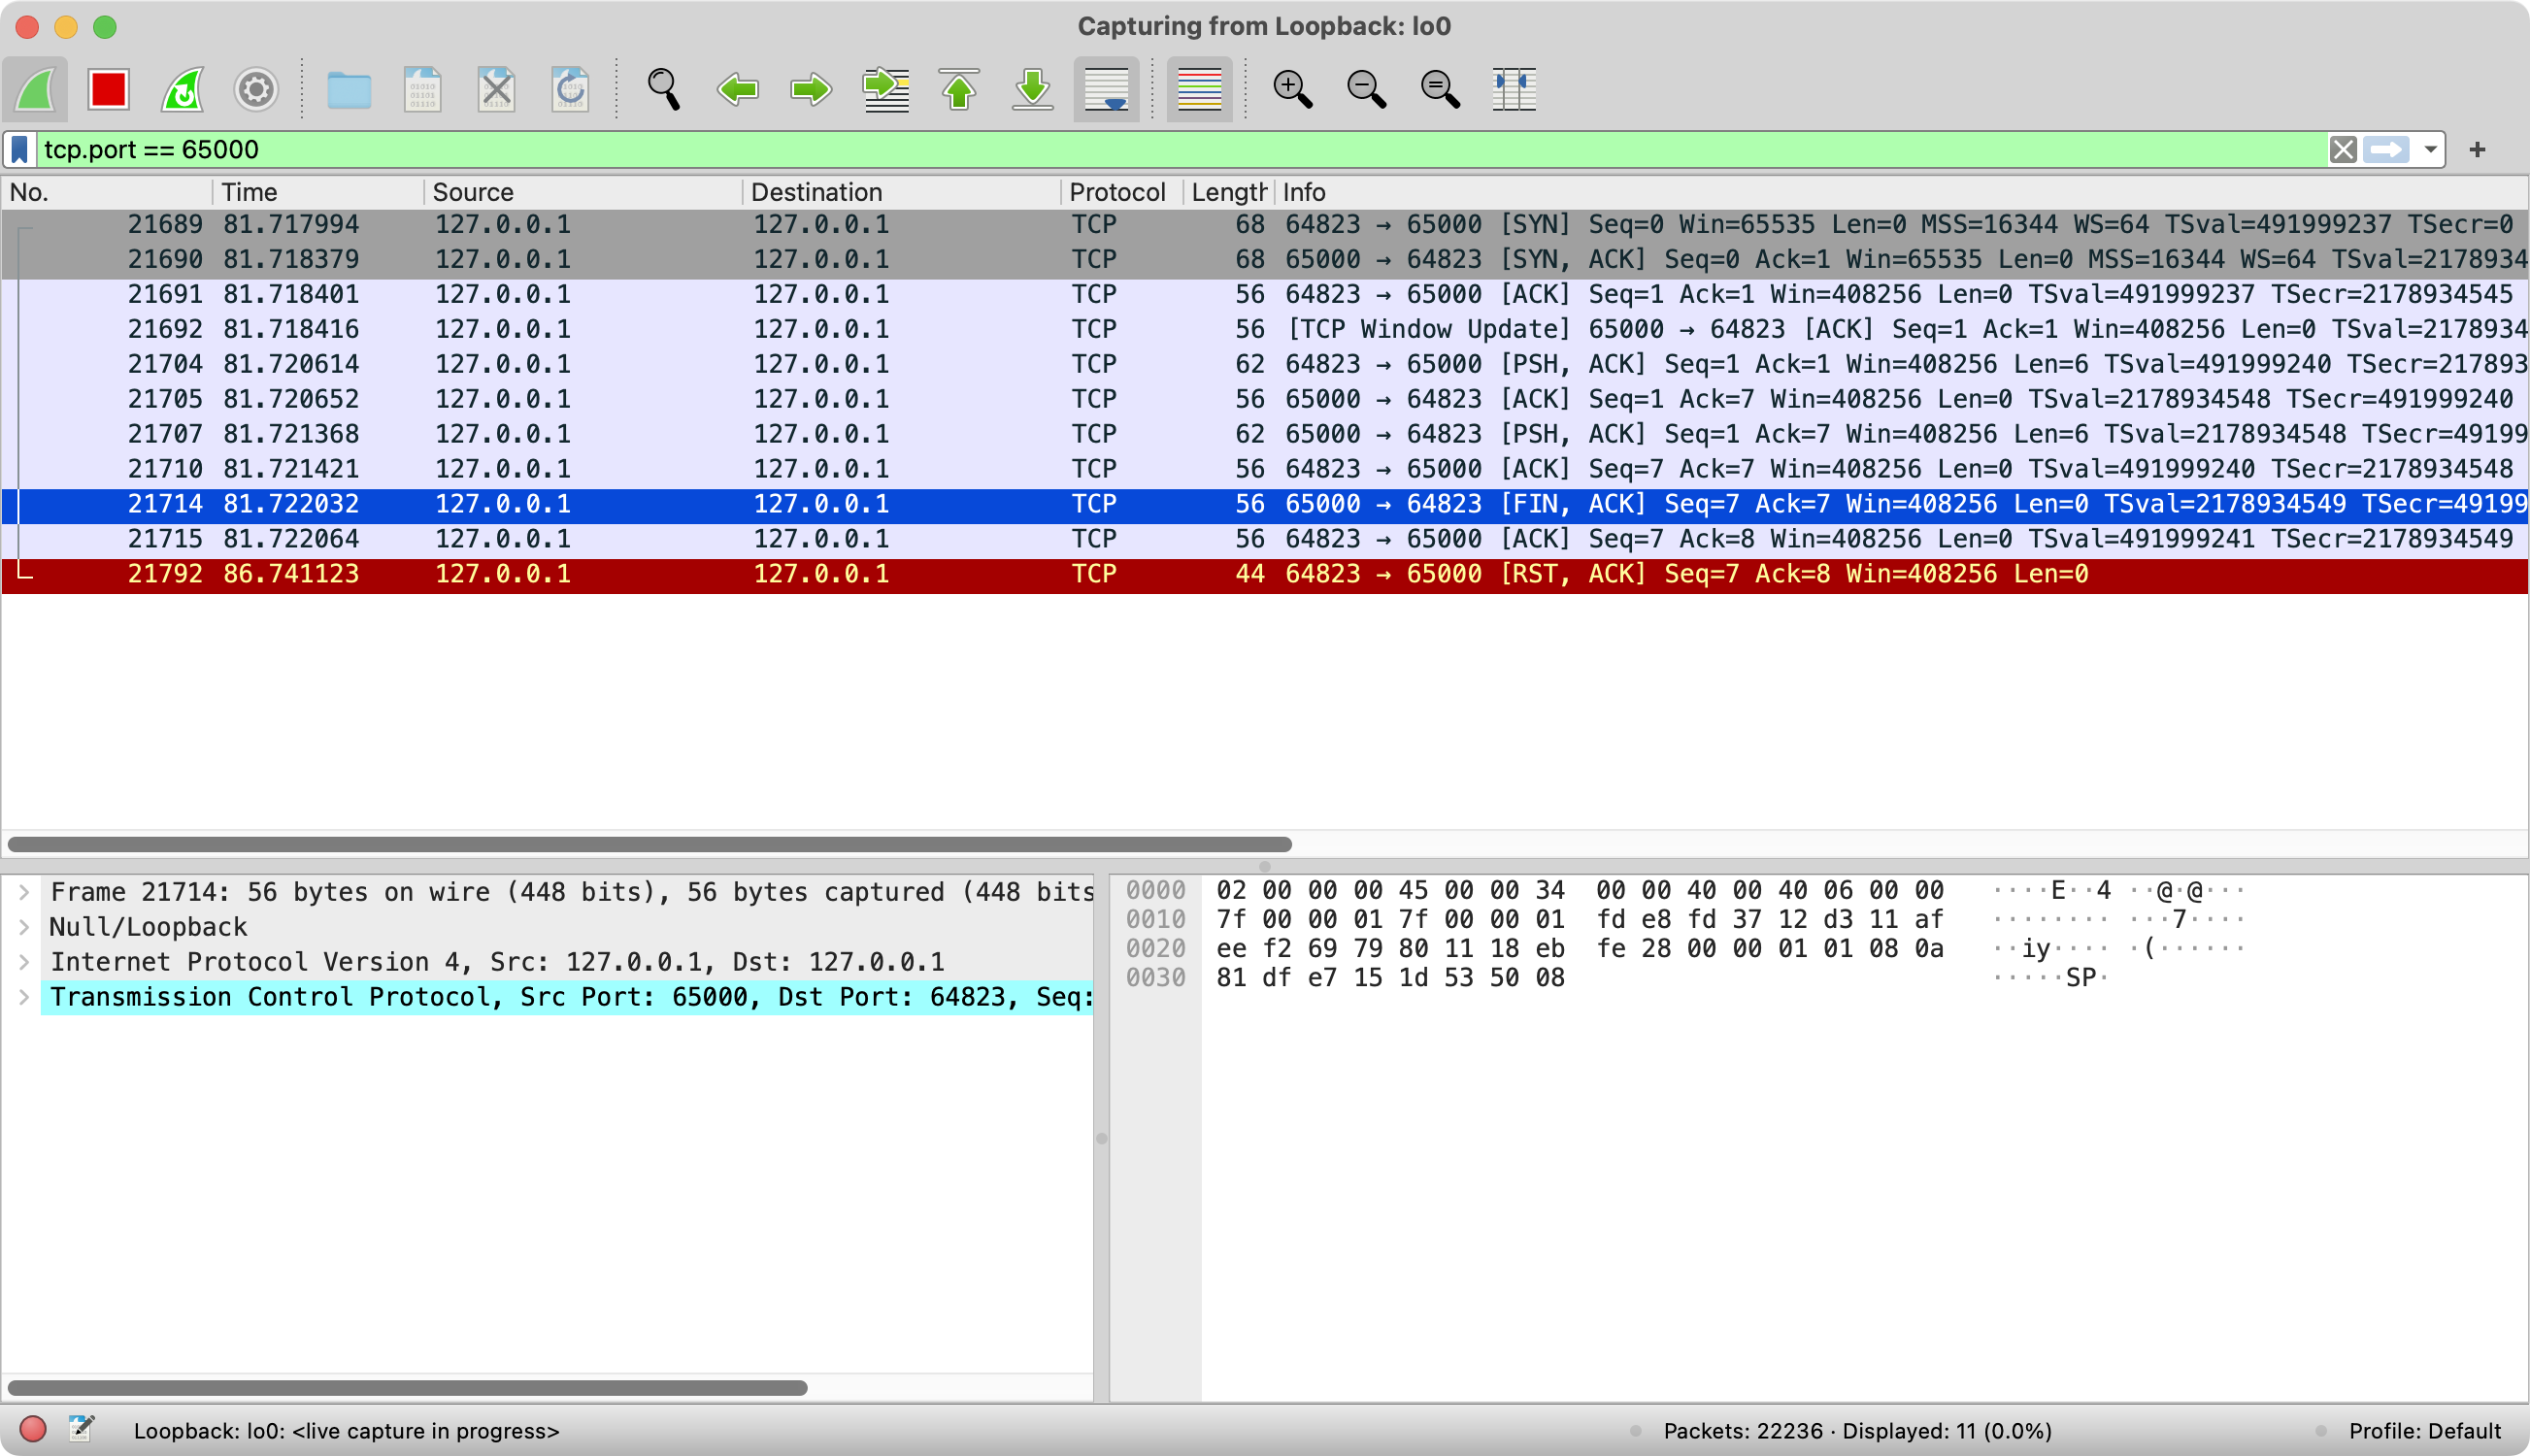 Capturing from Loopback: lo0
tcp.port == 65000
No. Time Source Destination Protocol Length Info
21689 81.717994 127.0.0.1 127.0.0.1 TCP 68 64823 → 65000 [SYN] Seq=0 Win=65535 Len=0 MSS=16344 WS=64 TSval=491999237 TSecr=0
21690 81.718379 127.0.0.1 127.0.0.1 TCP 68 65000 → 64823 [SYN, ACK] Seq=0 Ack=1 Win=65535 Len=0 MSS=16344 WS=64 TSval=2178934
21691 81.718401 127.0.0.1 127.0.0.1 TCP 56 64823 → 65000 [ACK] Seq=1 Ack=1 Win=408256 Len=0 TSval=491999237 TSecr=2178934545
21692 81.718416 127.0.0.1 127.0.0.1 TCP 56 [TCP Window Update] 65000 → 64823 [ACK] Seq=1 Ack=1 Win=408256 Len=0 TSval=2178934
21704 81.720614 127.0.0.1 127.0.0.1 TCP 62 64823 → 65000 [PSH, ACK] Seq=1 Ack=1 Win=408256 Len=6 TSval=491999240 TSecr=217893
21705 81.720652 127.0.0.1 127.0.0.1 TCP 56 65000 → 64823 [ACK] Seq=1 Ack=7 Win=408256 Len=0 TSval=2178934548 TSecr=491999240
21707 81.721368 127.0.0.1 127.0.0.1 TCP 62 65000 → 64823 [PSH, ACK] Seq=1 Ack=7 Win=408256 Len=6 TSval=2178934548 TSecr=49199
21710 81.721421 127.0.0.1 127.0.0.1 TCP 56 64823 → 65000 [ACK] Seq=7 Ack=7 Win=408256 Len=0 TSval=491999240 TSecr=2178934548
21714 81.722032 127.0.0.1 127.0.0.1 TCP 56 65000 → 64823 [FIN, ACK] Seq=7 Ack=7 Win=408256 Len=0 TSval=2178934549 TSecr=49199
21715 81.722064 127.0.0.1 127.0.0.1 TCP 56 64823 → 65000 [ACK] Seq=7 Ack=8 Win=408256 Len=0 TSval=491999241 TSecr=2178934549
21792 86.741123 127.0.0.1 127.0.0.1 TCP 44 64823 → 65000 [RST, ACK] Seq=7 Ack=8 Win=408256 Len=0
Frame 21714: 56 bytes on wire (448 bits), 56 bytes captured (448 bits
Null/Loopback
Internet Protocol Version 4, Src: 127.0.0.1, Dst: 127.0.0.1
Transmission Control Protocol, Src Port: 65000, Dst Port: 64823, Seq:
0000 02 00 00 00 45 00 00 34 00 00 40 00 40 06 00 00 ····E··4 ··@·@···
0010 7f 00 00 01 7f 00 00 01 fd e8 fd 37 12 d3 11 af ········ ···7····
0020 ee f2 69 79 80 11 18 eb fe 28 00 00 01 01 08 0a ··iy···· ·(······
0030 81 df e7 15 1d 53 50 08 ·····SP·
Loopback: lo0: <live capture in progress>
Packets: 22236 · Displayed: 11 (0.0%)
Profile: Default